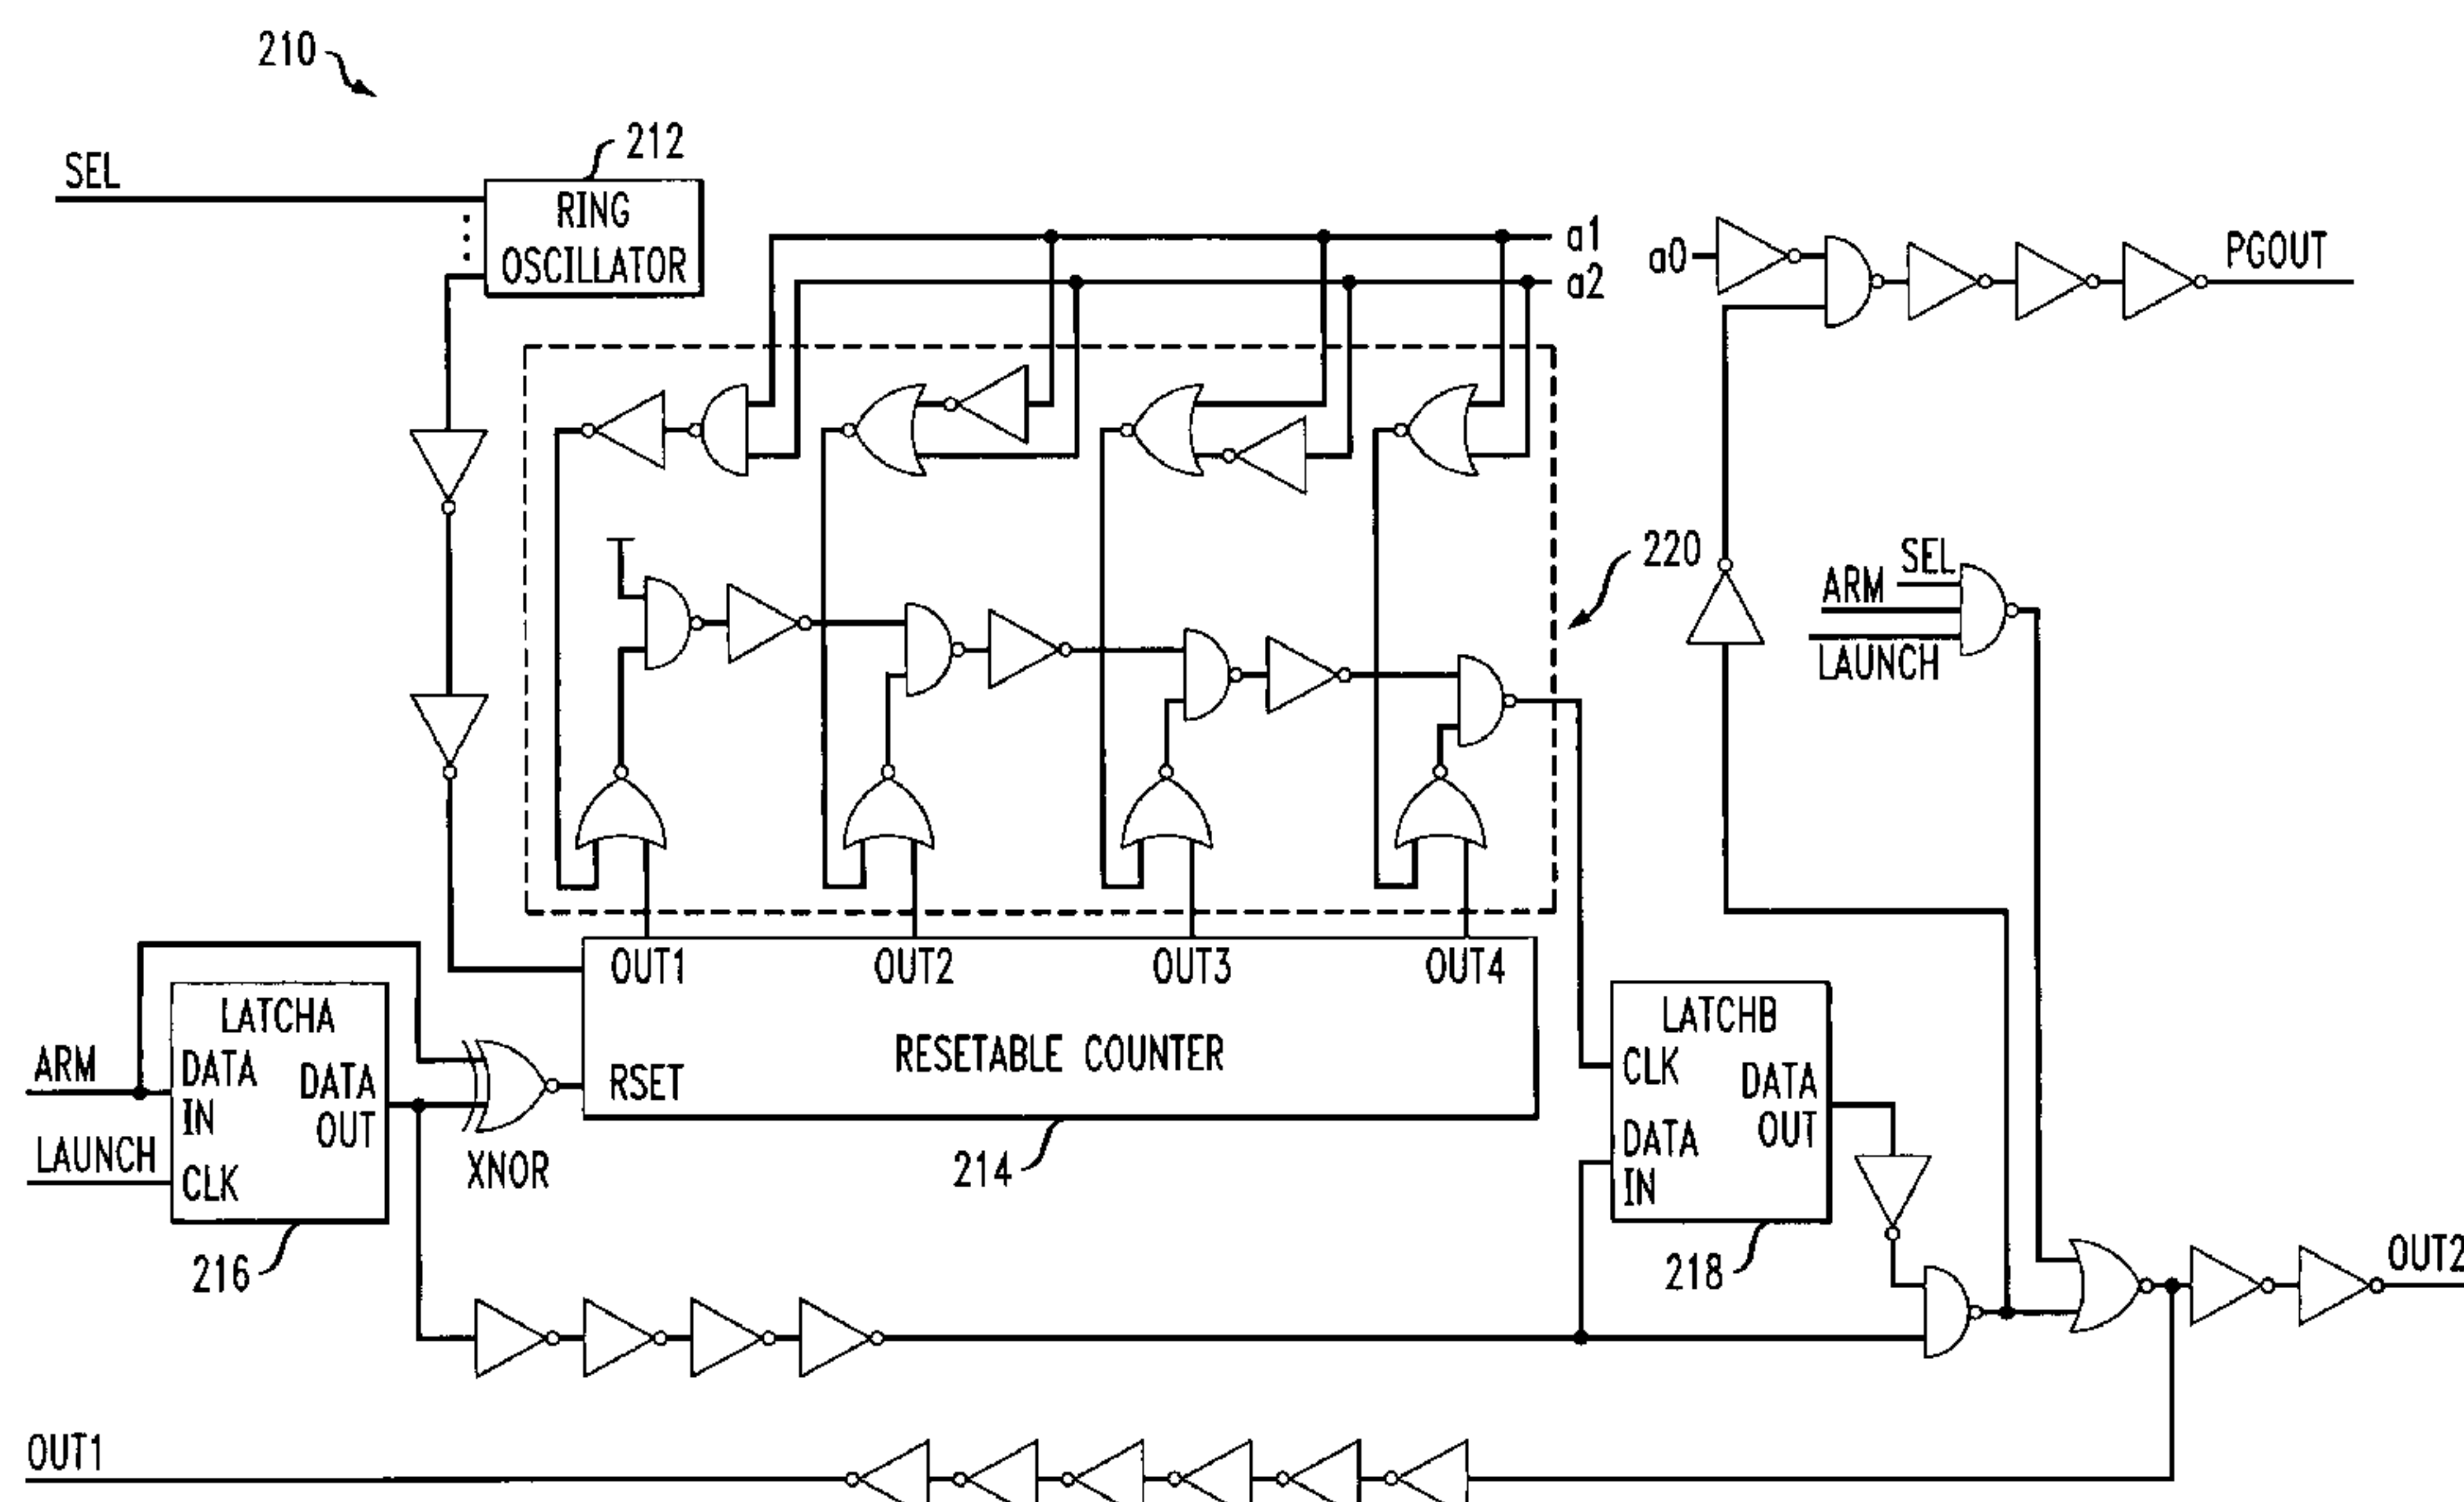 210
212
SEL
RING
OSCILLATOR
a1
a2
a0
PGOUT
220
SEL
ARM
LAUNCH
OUT1 OUT2 OUT3 OUT4
RESETABLE COUNTER
RSET
214
LATCHA
ARM
DATA
IN
DATA
OUT
LAUNCH
CLK
XNOR
216
LATCHB
CLK
DATA
OUT
DATA
IN
218
OUT2
OUT1